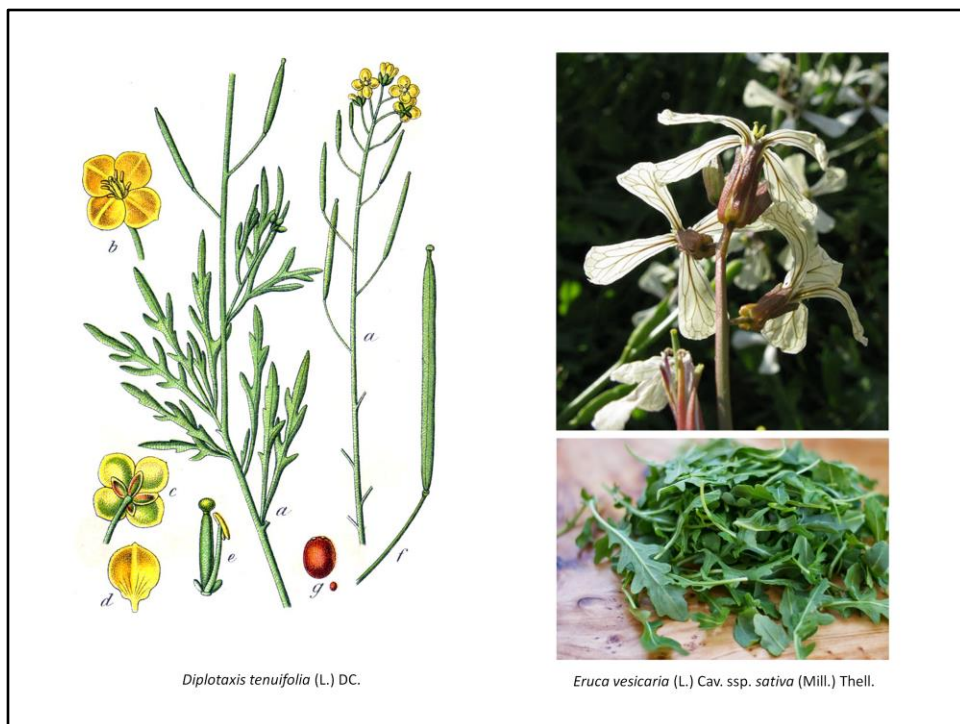 b
a
c
a
e
d
g
f
Diplotaxis tenuifolia (L.) DC.
Eruca vesicaria (L.) Cav. ssp. sativa (Mill.) Thell.